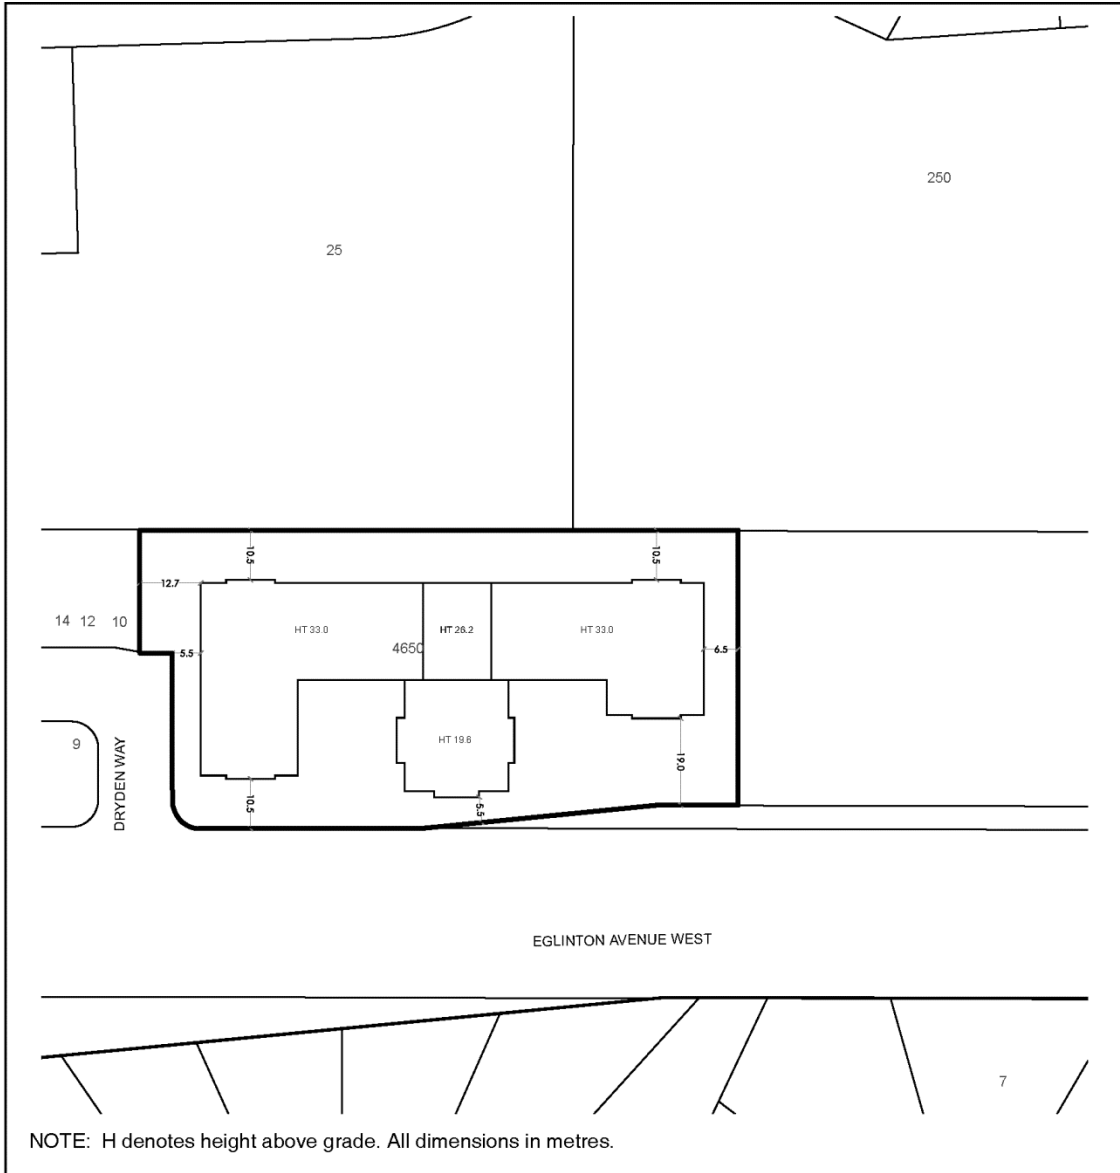 250
25
10.5
10.5
12.7
14 12 10
HT 33.0
HT 26.2
HT 33.0
4650
5.5
6.5
9
DRYDEN WAY
HT 19.6
19.0
10.5
5.5
EGLINTON AVENUE WEST
7
NOTE: H denotes height above grade. All dimensions in metres.